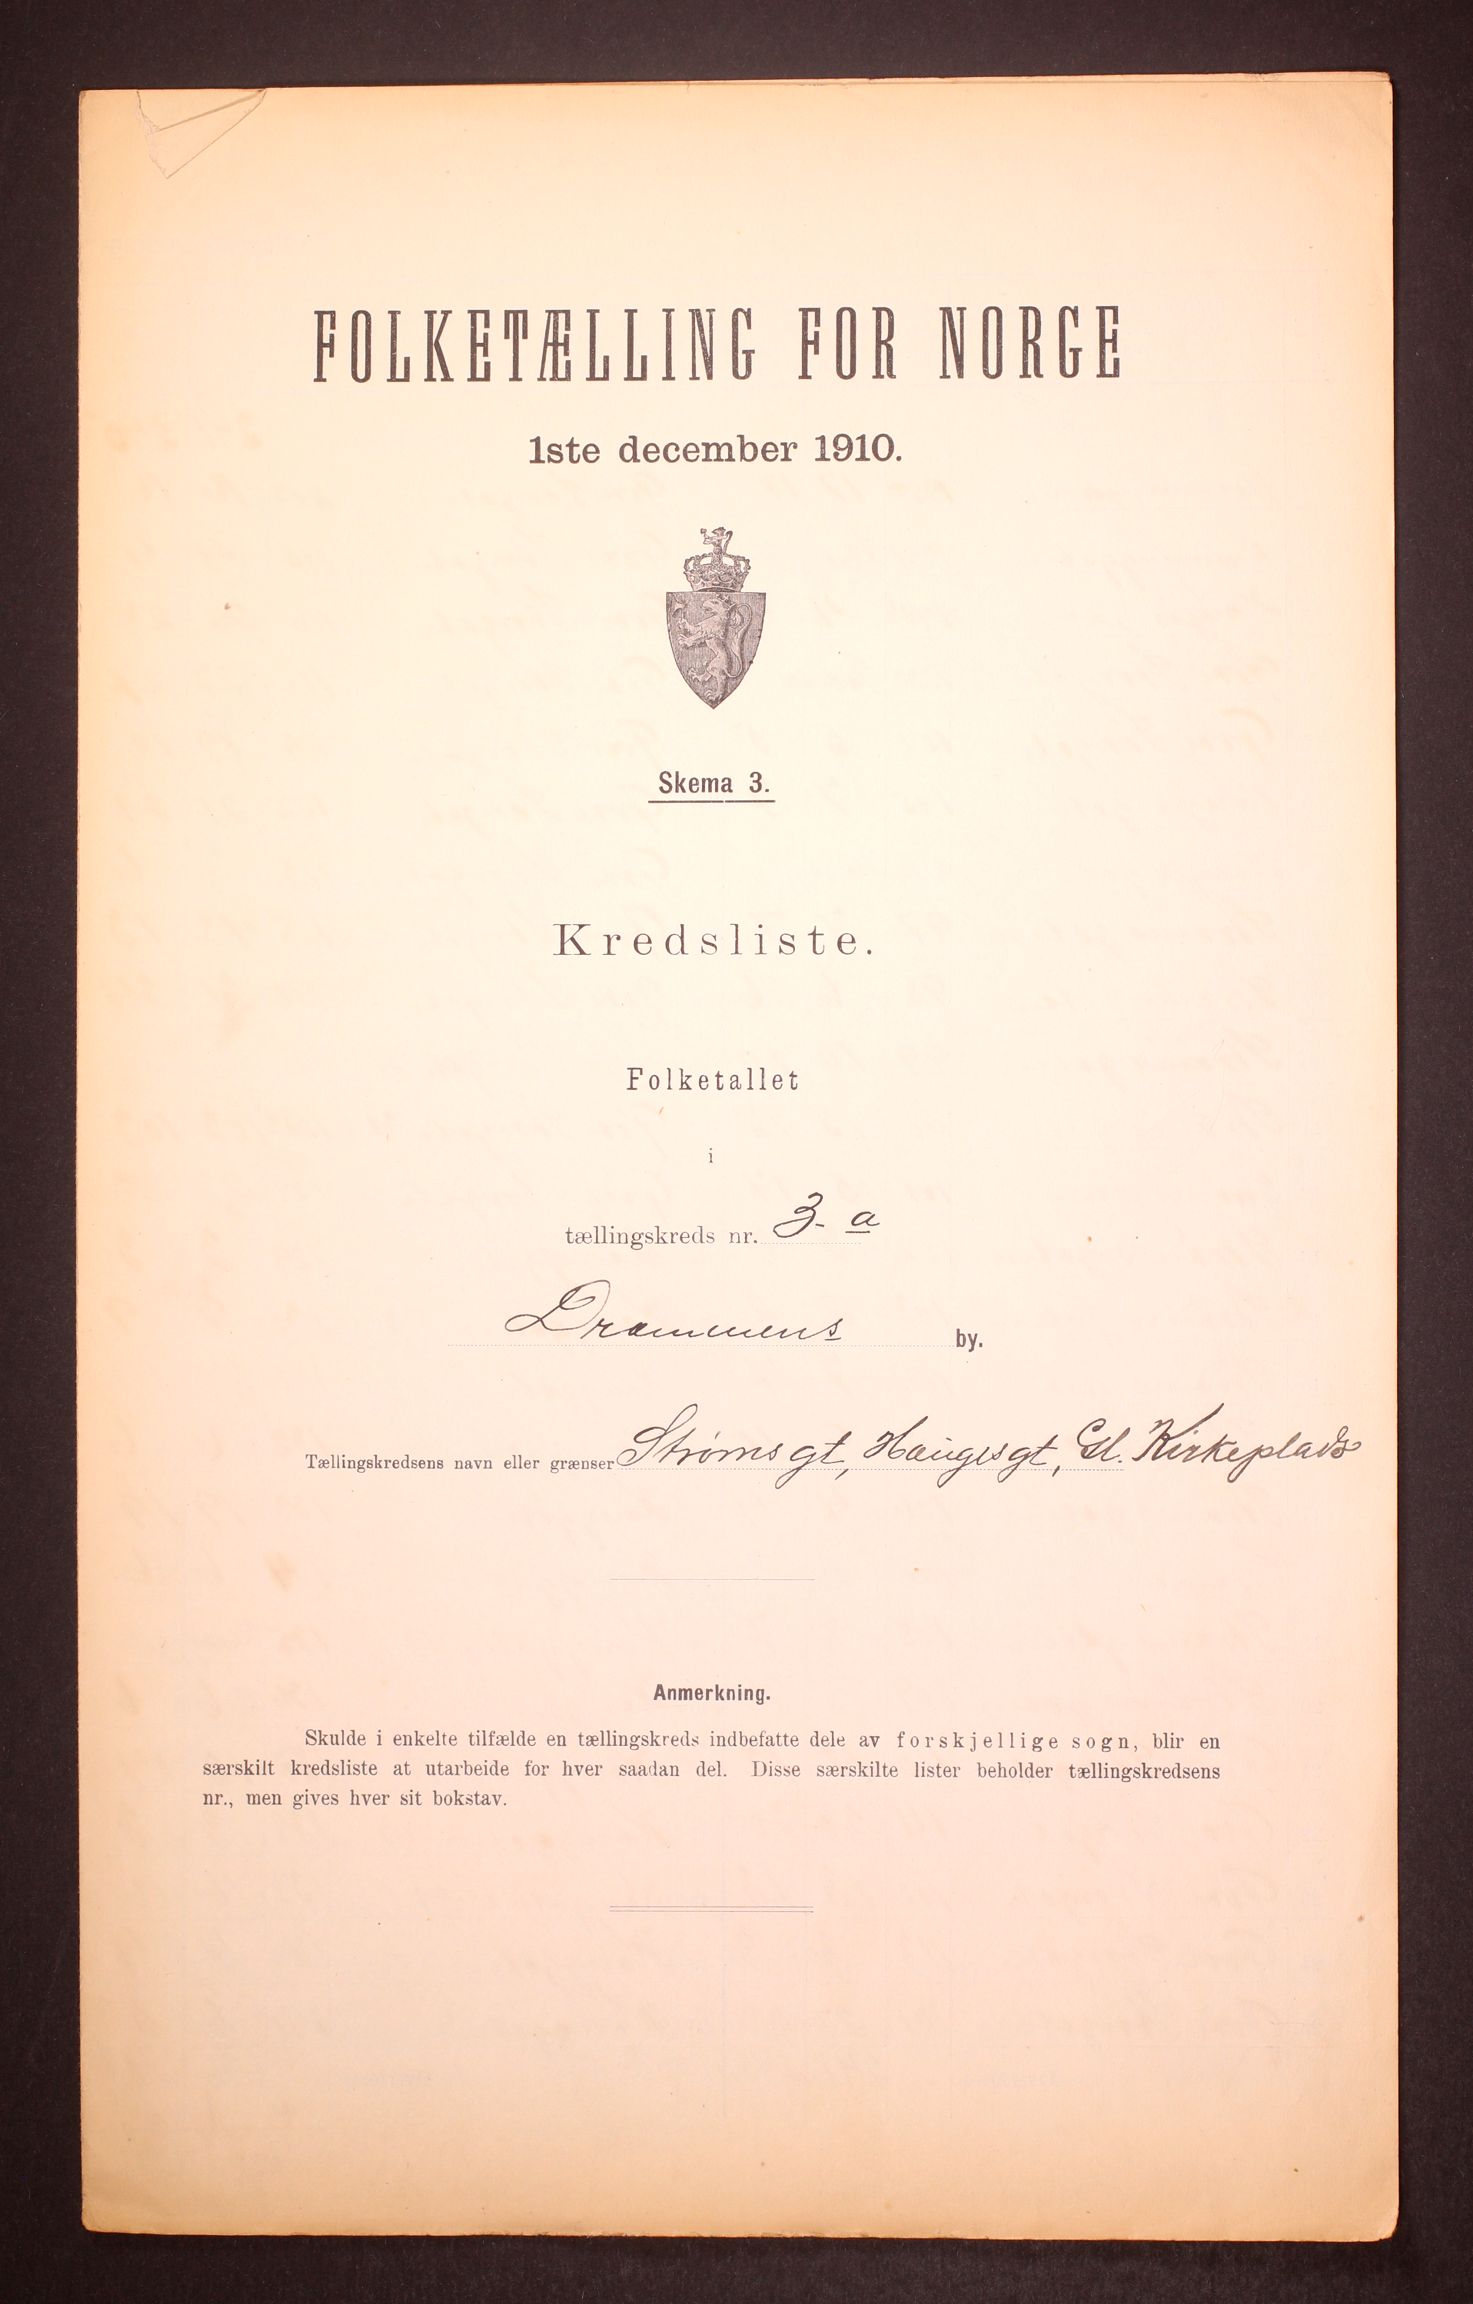 FOLKETÆLLING FOR NORGE
1ste december 1910.
Skema 3.
Kredsliste.
Folketallet
i
tællingskreds nr. 3-a
Drammens by.
Tællingskredsens navn eller grænser Strømsgt, Haugesgt, Gl. Kirkeplads
Anmerkning.
Skulde i enkelte tilfælde en tællingskreds indbefatte dele av forskjellige sogn, blir en
særskilt kredsliste at utarbeide for hver saadan del. Disse særskilte lister beholder tællingskredsens
nr., men gives hver sit bokstav.